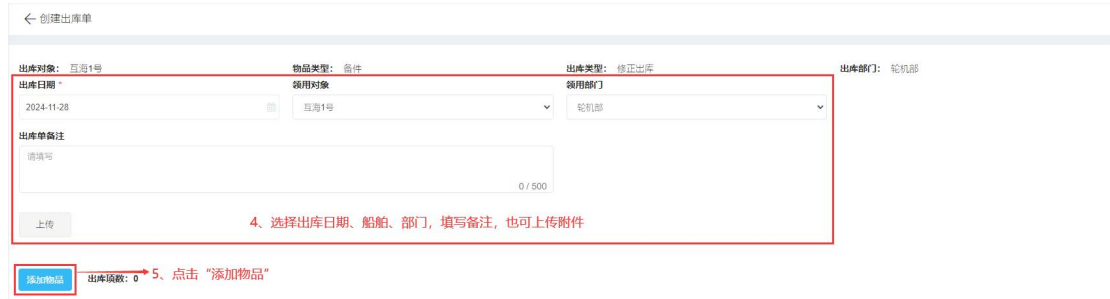 ← 创建出库单
出库对象： 互海1号 物品类型： 备件 出库类型： 修正出库 出库部门： 轮机部
出库日期 * 领用对象 领用部门
2024-11-28 互海1号 轮机部
出库单备注
请填写
0 / 500
上传 4、选择出库日期、船舶、部门，填写备注，也可上传附件
添加物品 出库项数：0 5、点击“添加物品”